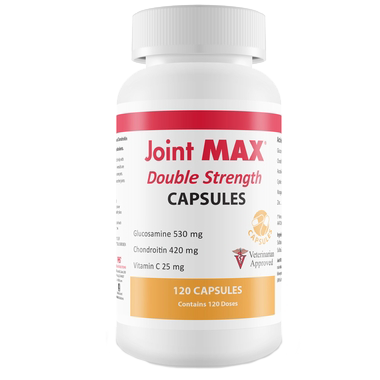 Joint MAX®
Double Strength
CAPSULES
Glucosamine 530 mg
Chondroitin 420 mg
Vitamin C 25 mg
CAPSULES
Veterinarian
Approved
120 CAPSULES
Contains 120 Doses